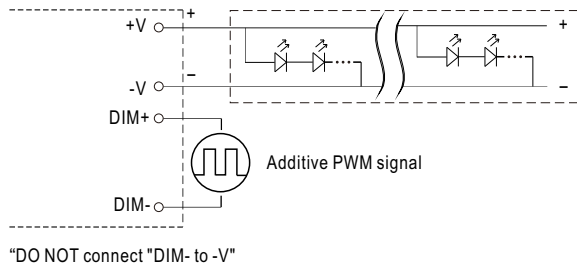 +V
+
+
-V
–
–
DIM+
Additive PWM signal
DIM-
“DO NOT connect "DIM- to -V"